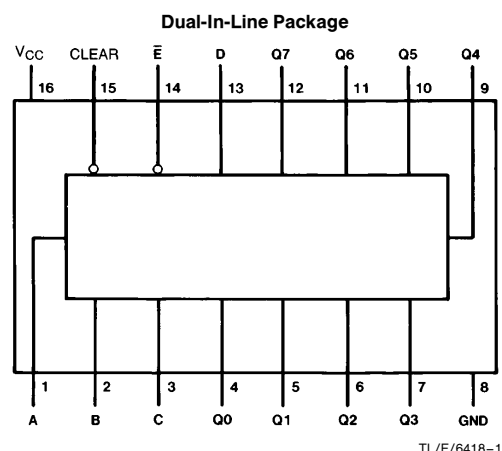 Dual-In-Line Package
VCC CLEAR E̅ D Q7 Q6 Q5 Q4
16 15 14 13 12 11 10 9
1 2 3 4 5 6 7 8
A B C Q0 Q1 Q2 Q3 GND
TL/F/6418–1